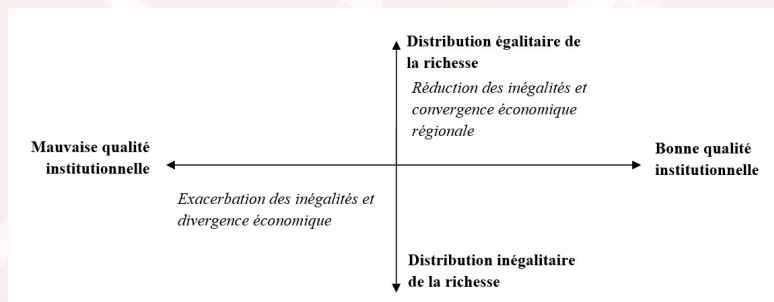 Distribution égalitaire de
la richesse
Réduction des inégalités et
convergence économique
régionale
Mauvaise qualité
institutionnelle
Bonne qualité
institutionnelle
Exacerbation des inégalités et
divergence économique
Distribution inégalitaire
de la richesse